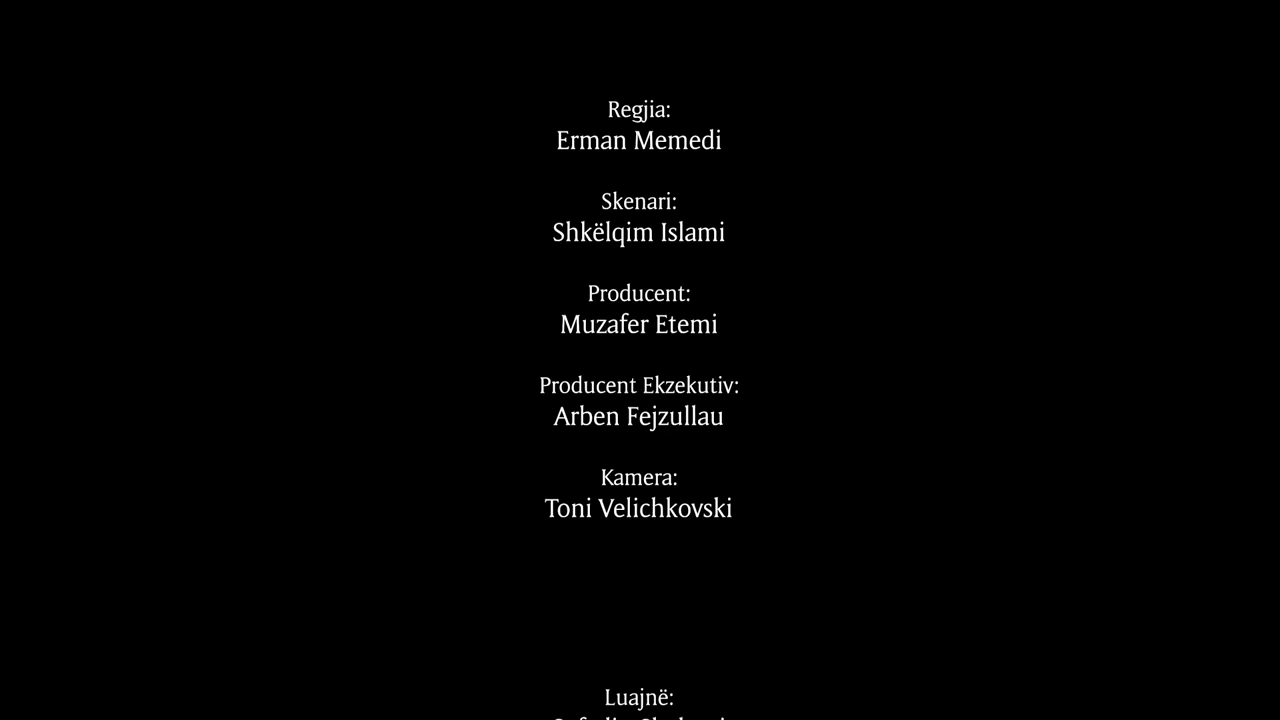 Regjia:
Erman Memedi
Skenari:
Shkëlqim Islami
Producent:
Muzafer Etemi
Producent Ekzekutiv:
Arben Fejzullau
Kamera:
Toni Velichkovski
Luajnë: